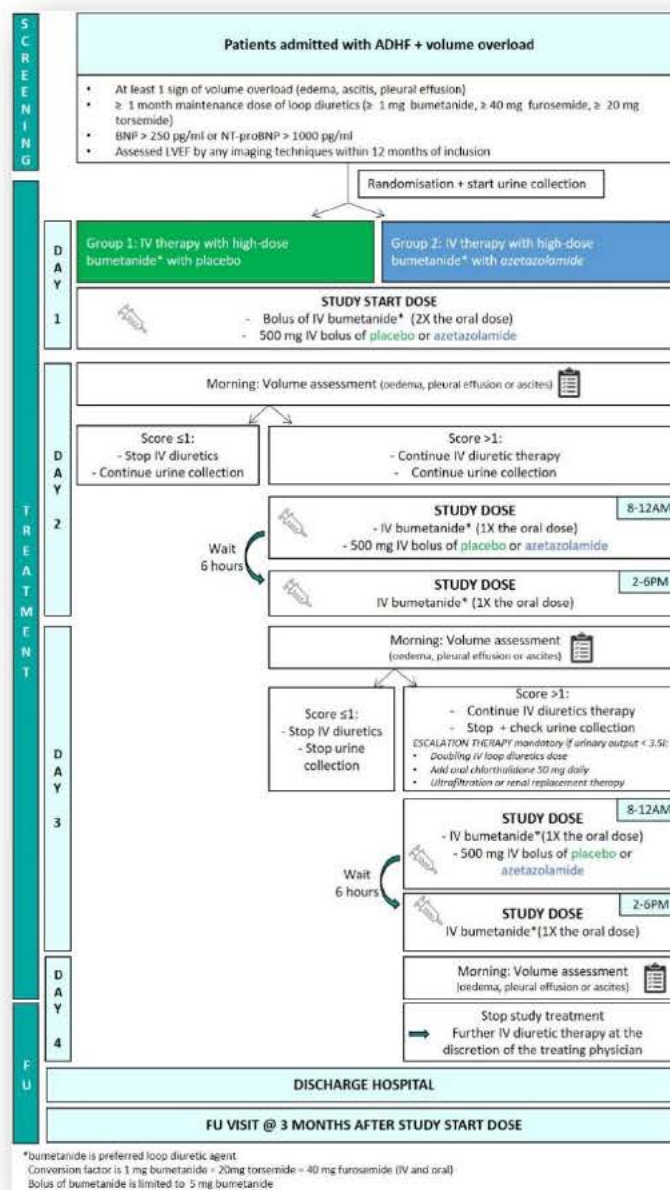 SCREENING
Patients admitted with ADHF + volume overload
• At least 1 sign of volume overload (edema, ascitis, pleural effusion)
• ≥ 1 month maintenance dose of loop diuretics (≥ 1 mg bumetanide, ≥ 40 mg furosemide, ≥ 20 mg
torsemide)
• BNP > 250 pg/ml or NT-proBNP > 1000 pg/ml
• Assessed LVEF by any imaging techniques within 12 months of inclusion
Randomisation + start urine collection
TREATMENT
DAY 1
Group 1: IV therapy with high-dose
bumetanide* with placebo
Group 2: IV therapy with high-dose
bumetanide* with azetazolamide
STUDY START DOSE
- Bolus of IV bumetanide* (2X the oral dose)
- 500 mg IV bolus of placebo or azetazolamide
DAY 2
Morning: Volume assessment (oedema, pleural effusion or ascites)
Score ≤1:
- Stop IV diuretics
- Continue urine collection
Score >1:
- Continue IV diuretic therapy
- Continue urine collection
8-12AM
STUDY DOSE
- IV bumetanide* (1X the oral dose)
- 500 mg IV bolus of placebo or azetazolamide
Wait
6 hours
2-6PM
STUDY DOSE
IV bumetanide* (1X the oral dose)
DAY 3
Morning: Volume assessment
(oedema, pleural effusion or ascites)
Score ≤1:
- Stop IV diuretics
- Stop urine
collection
Score >1:
- Continue IV diuretics therapy
- Stop + check urine collection
ESCALATION THERAPY mandatory if urinary output < 3.5l:
• Doubling IV loop diuretics dose
• Add oral chlorthalidone 50 mg daily
• Ultrafiltration or renal replacement therapy
8-12AM
STUDY DOSE
- IV bumetanide*(1X the oral dose)
- 500 mg IV bolus of placebo or
azetazolamide
Wait
6 hours
2-6PM
STUDY DOSE
IV bumetanide*(1X the oral dose)
DAY 4
Morning: Volume assessment
(oedema, pleural effusion or ascites)
Stop study treatment
Further IV diuretic therapy at the
discretion of the treating physician
FU
DISCHARGE HOSPITAL
FU VISIT @ 3 MONTHS AFTER STUDY START DOSE
*bumetanide is preferred loop diuretic agent
Conversion factor is 1 mg bumetanide = 20mg torsemide = 40 mg furosemide (IV and oral)
Bolus of bumetanide is limited to 5 mg bumetanide